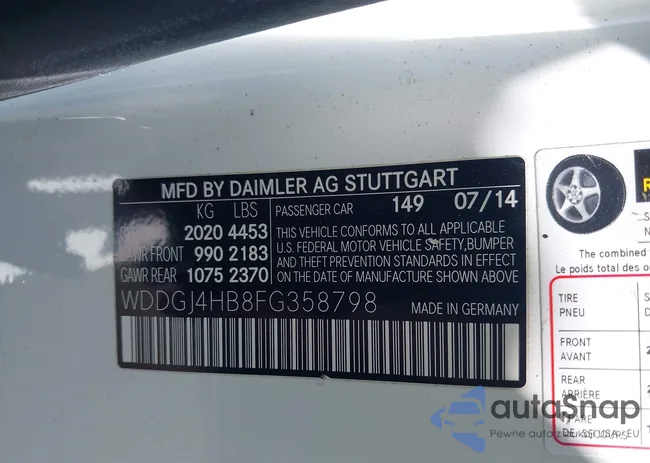 MFD BY DAIMLER AG STUTTGART
KG LBS
PASSENGER CAR 149 07/14
2020 4453
GAWR FRONT 990 2183
GAWR REAR 1075 2370
THIS VEHICLE CONFORMS TO ALL APPLICABLE
U.S. FEDERAL MOTOR VEHICLE SAFETY,BUMPER
AND THEFT PREVENTION STANDARDS IN EFFECT
ON THE DATE OF MANUFACTURE SHOWN ABOVE
WDDGJ4HB8FG358798
MADE IN GERMANY
The combined
Le poids total des
TIRE
PNEU
FRONT
AVANT
REAR
ARRIÈRE
autoSnap